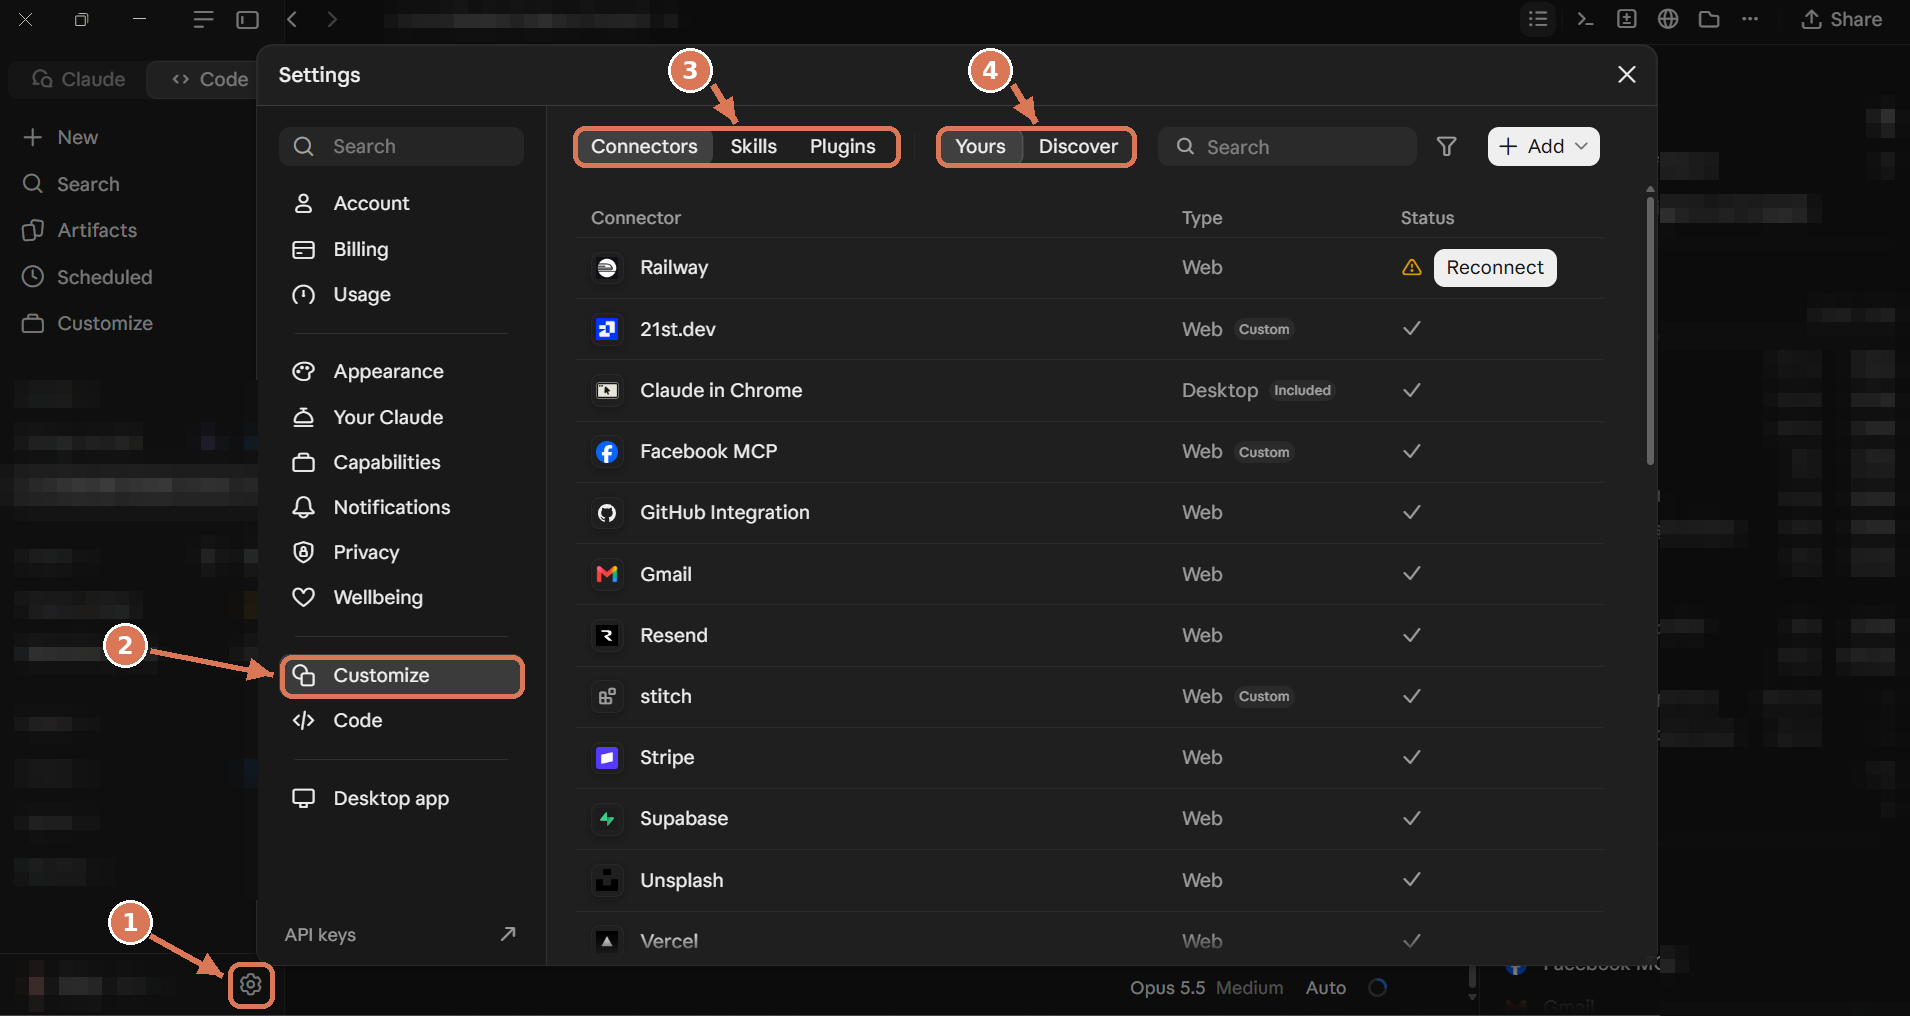 Share
Claude
Code
New
Search
Artifacts
Scheduled
Customize
Settings
3
4
Search
Connectors Skills Plugins
Yours Discover
Search
Add
Account
Billing
Usage
Appearance
Your Claude
Capabilities
Notifications
Privacy
Wellbeing
2
Customize
Code
Desktop app
API keys
1
Connector Type Status
Railway Web Reconnect
21st.dev Web Custom
Claude in Chrome Desktop Included
Facebook MCP Web Custom
GitHub Integration Web
Gmail Web
Resend Web
stitch Web Custom
Stripe Web
Supabase Web
Unsplash Web
Vercel Web
Opus 5.5 Medium Auto
Gmail